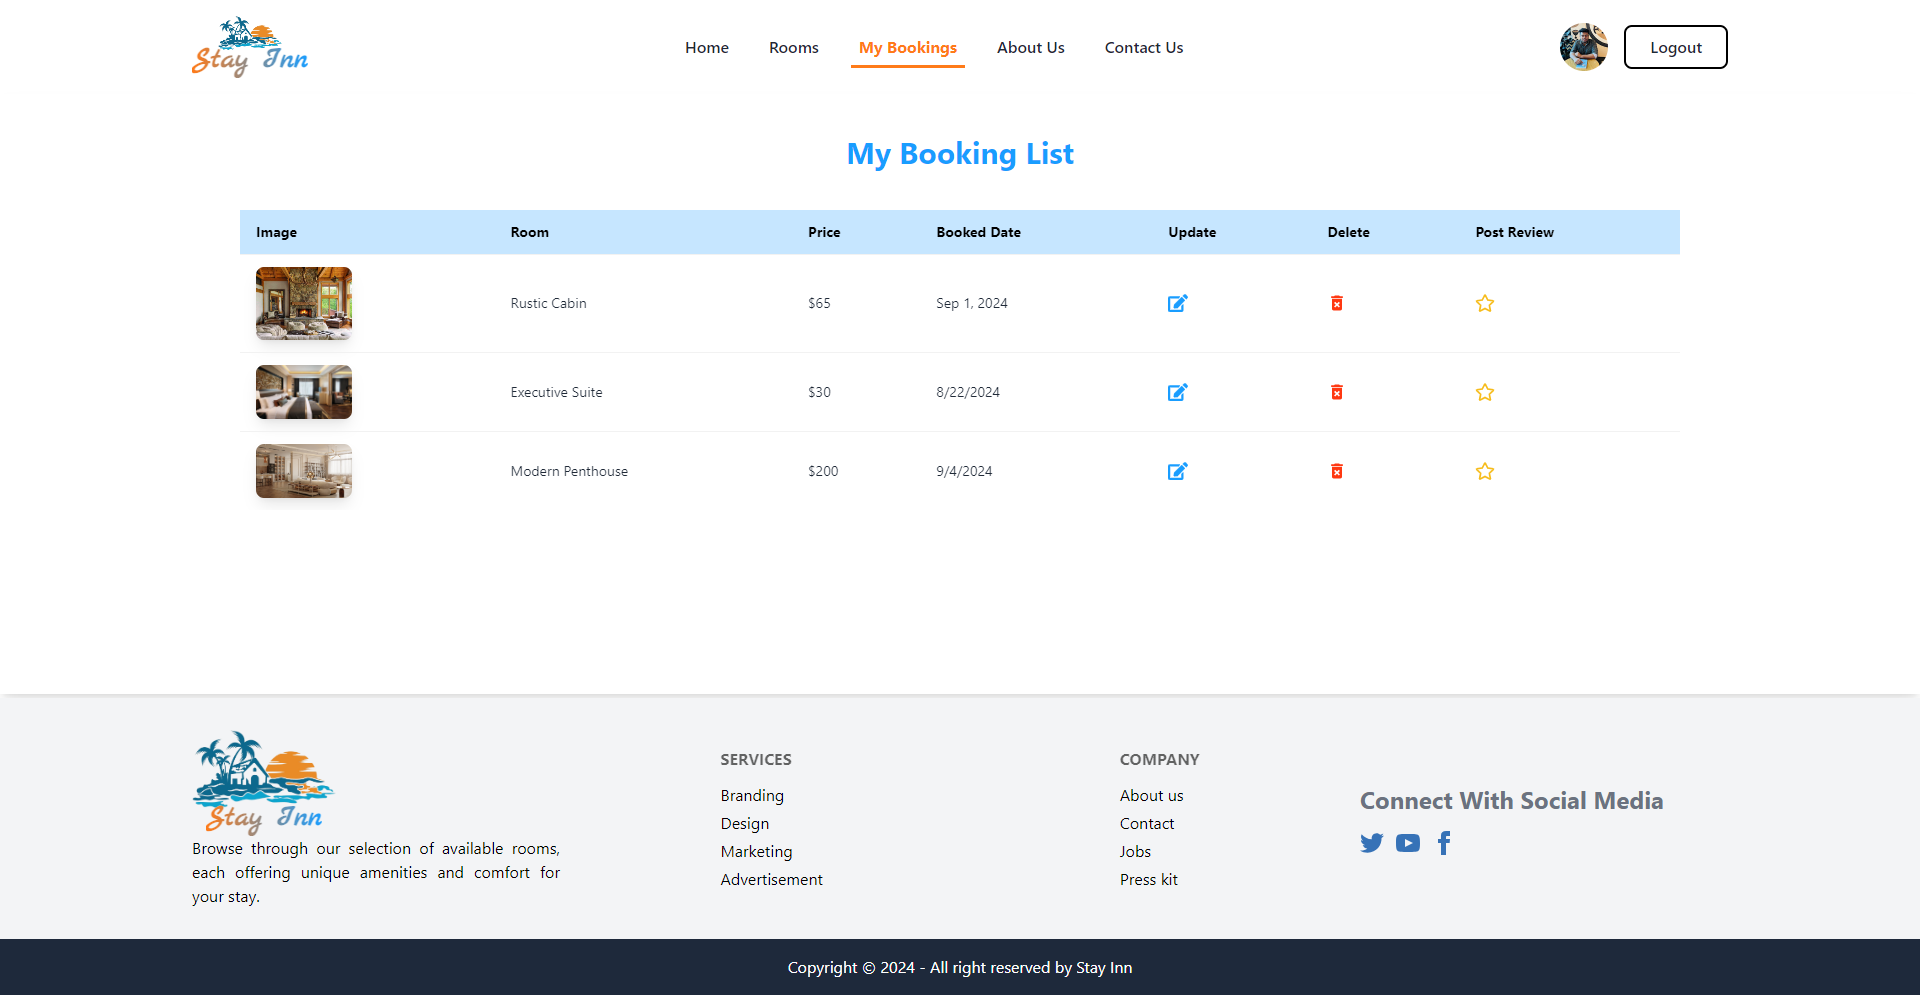 Stay Inn
Home
Rooms
My Bookings
About Us
Contact Us
Logout
My Booking List
Image Room Price Booked Date Update Delete Post Review
Rustic Cabin $65 Sep 1, 2024
Executive Suite $30 8/22/2024
Modern Penthouse $200 9/4/2024
Stay Inn
Browse through our selection of available rooms,
each offering unique amenities and comfort for
your stay.
SERVICES
Branding
Design
Marketing
Advertisement
COMPANY
About us
Contact
Jobs
Press kit
Connect With Social Media
Copyright © 2024 - All right reserved by Stay Inn